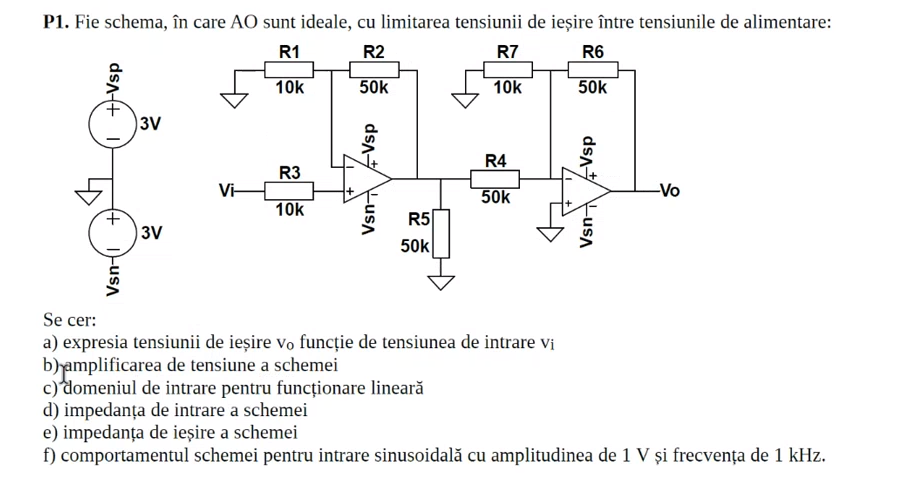 P1. Fie schema, în care AO sunt ideale, cu limitarea tensiunii de ieșire între tensiunile de alimentare:
R1
R2
R7
R6
10k
50k
10k
50k
Vsp
3V
Vsp
Vsp
R3
R4
Vi
Vo
10k
50k
Vsn
R5
50k
Vsn
3V
Vsn
Se cer:
a) expresia tensiunii de ieșire vo funcție de tensiunea de intrare vi
b) amplificarea de tensiune a schemei
c) domeniul de intrare pentru funcționare lineară
d) impedanța de intrare a schemei
e) impedanța de ieșire a schemei
f) comportamentul schemei pentru intrare sinusoidală cu amplitudinea de 1 V și frecvența de 1 kHz.